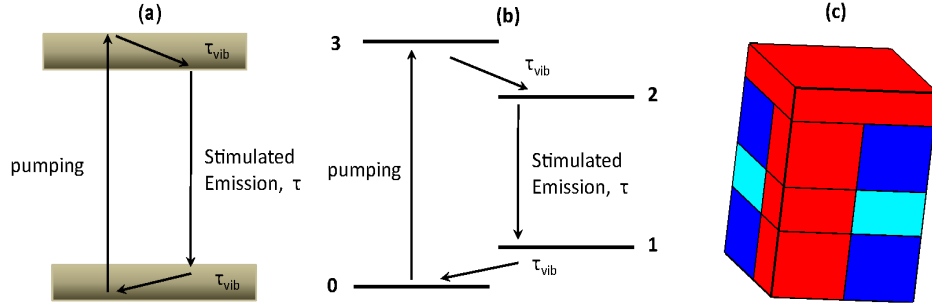 (a)
τvib
pumping
Stimulated
Emission, τ
τvib
(b)
3
τvib
2
pumping
Stimulated
Emission, τ
1
τvib
0
(c)